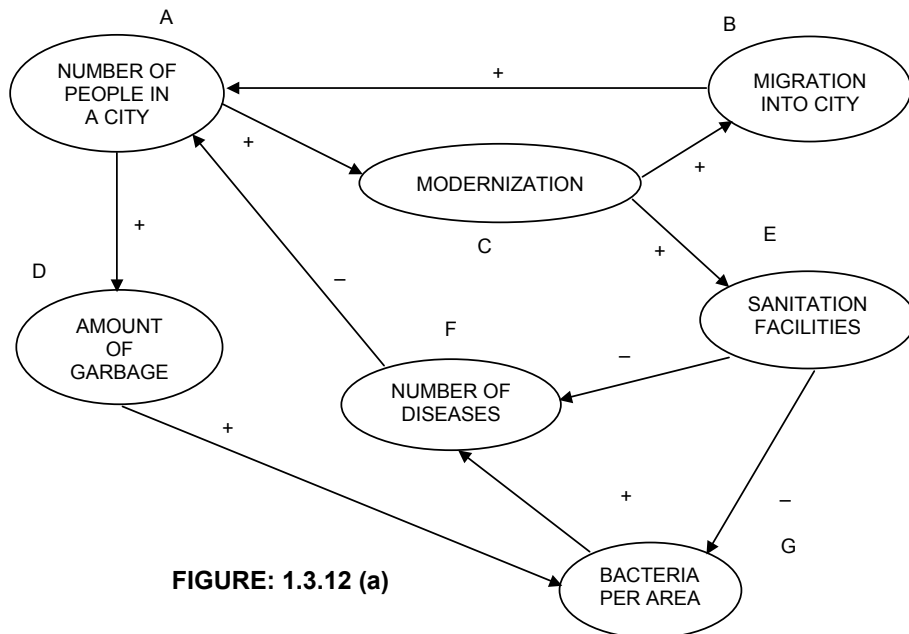 A
B
NUMBER OF
PEOPLE IN
A CITY
+
MIGRATION
INTO CITY
+
+
MODERNIZATION
C
+
+
E
D
–
SANITATION
FACILITIES
AMOUNT
OF
GARBAGE
F
–
NUMBER OF
DISEASES
+
+
–
G
FIGURE: 1.3.12 (a)
BACTERIA
PER AREA